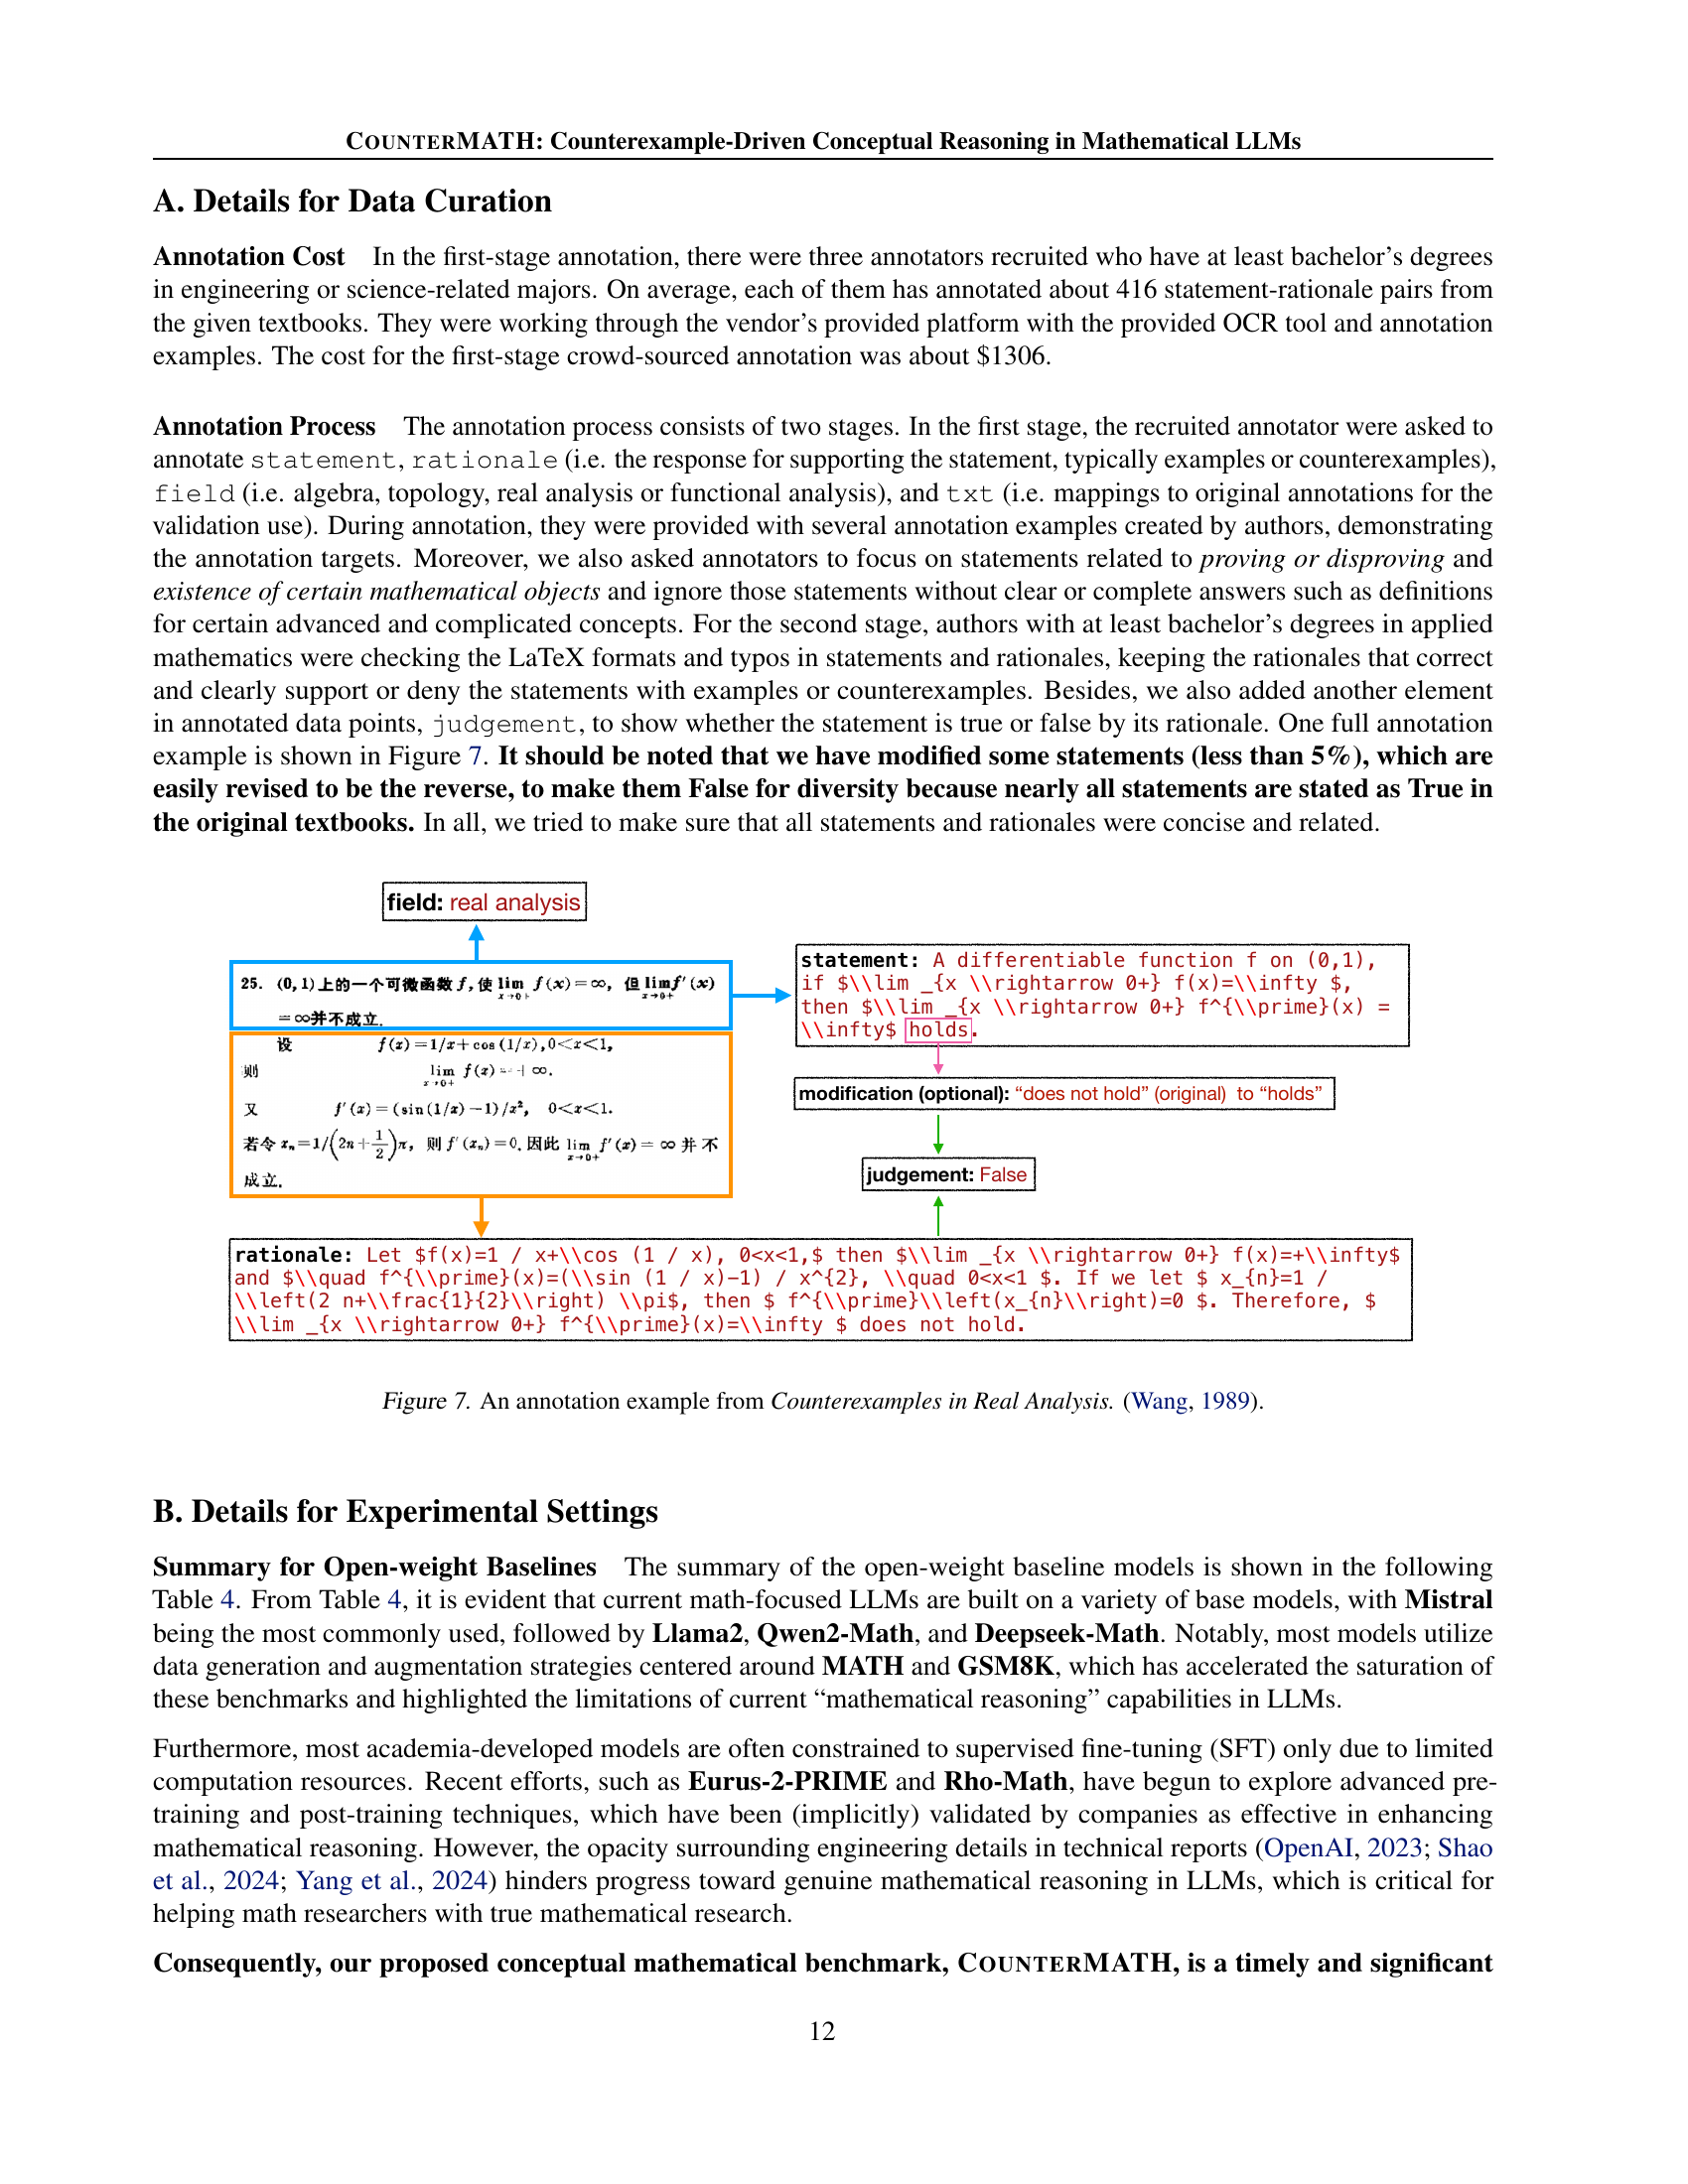 COUNTERMATH: Counterexample-Driven Conceptual Reasoning in Mathematical LLMs
A. Details for Data Curation
Annotation Cost In the first-stage annotation, there were three annotators recruited who have at least bachelor's degrees
in engineering or science-related majors. On average, each of them has annotated about 416 statement-rationale pairs from
the given textbooks. They were working through the vendor's provided platform with the provided OCR tool and annotation
examples. The cost for the first-stage crowd-sourced annotation was about $1306.
Annotation Process The annotation process consists of two stages. In the first stage, the recruited annotator were asked to
annotate statement, rationale (i.e. the response for supporting the statement, typically examples or counterexamples),
field (i.e. algebra, topology, real analysis or functional analysis), and txt (i.e. mappings to original annotations for the
validation use). During annotation, they were provided with several annotation examples created by authors, demonstrating
the annotation targets. Moreover, we also asked annotators to focus on statements related to proving or disproving and
existence of certain mathematical objects and ignore those statements without clear or complete answers such as definitions
for certain advanced and complicated concepts. For the second stage, authors with at least bachelor's degrees in applied
mathematics were checking the LaTeX formats and typos in statements and rationales, keeping the rationales that correct
and clearly support or deny the statements with examples or counterexamples. Besides, we also added another element
in annotated data points, judgement, to show whether the statement is true or false by its rationale. One full annotation
example is shown in Figure 7. It should be noted that we have modified some statements (less than 5%), which are
easily revised to be the reverse, to make them False for diversity because nearly all statements are stated as True in
the original textbooks. In all, we tried to make sure that all statements and rationales were concise and related.
field: real analysis
25. (0,1)上的一个可微函数 f, 使 lim f(x)=∞, 但 lim f′(x)
x→0+ x→0+
=∞并不成立.
设 f(x)=1/x+cos(1/x),0<x<1,
则 lim f(x)=+∞.
x→0+
又 f′(x)=(sin(1/x)−1)/x², 0<x<1.
若令 xₙ=1/(2n+1/2)π, 则 f′(xₙ)=0. 因此 lim f′(x)=∞ 并不
x→0+
成立.
statement: A differentiable function f on (0,1),
if $\\lim _{x \\rightarrow 0+} f(x)=\\infty $,
then $\\lim _{x \\rightarrow 0+} f^{\\prime}(x) =
\\infty$ holds.
modification (optional): “does not hold” (original) to “holds”
judgement: False
rationale: Let $f(x)=1 / x+\\cos (1 / x), 0<x<1,$ then $\\lim _{x \\rightarrow 0+} f(x)=+\\infty$
and $\\quad f^{\\prime}(x)=(\\sin (1 / x)-1) / x^{2}, \\quad 0<x<1 $. If we let $ x_{n}=1 /
\\left(2 n+\\frac{1}{2}\\right) \\pi$, then $ f^{\\prime}\\left(x_{n}\\right)=0 $. Therefore, $
\\lim _{x \\rightarrow 0+} f^{\\prime}(x)=\\infty $ does not hold.
Figure 7. An annotation example from Counterexamples in Real Analysis. (Wang, 1989).
B. Details for Experimental Settings
Summary for Open-weight Baselines The summary of the open-weight baseline models is shown in the following
Table 4. From Table 4, it is evident that current math-focused LLMs are built on a variety of base models, with Mistral
being the most commonly used, followed by Llama2, Qwen2-Math, and Deepseek-Math. Notably, most models utilize
data generation and augmentation strategies centered around MATH and GSM8K, which has accelerated the saturation of
these benchmarks and highlighted the limitations of current “mathematical reasoning” capabilities in LLMs.
Furthermore, most academia-developed models are often constrained to supervised fine-tuning (SFT) only due to limited
computation resources. Recent efforts, such as Eurus-2-PRIME and Rho-Math, have begun to explore advanced pre-
training and post-training techniques, which have been (implicitly) validated by companies as effective in enhancing
mathematical reasoning. However, the opacity surrounding engineering details in technical reports (OpenAI, 2023; Shao
et al., 2024; Yang et al., 2024) hinders progress toward genuine mathematical reasoning in LLMs, which is critical for
helping math researchers with true mathematical research.
Consequently, our proposed conceptual mathematical benchmark, COUNTERMATH, is a timely and significant
12